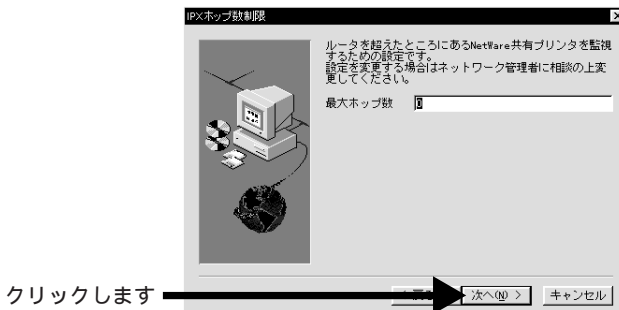 IPXホップ数制限
ルータを超えたところにあるNetWare共有プリンタを監視
するための設定です。
設定を変更する場合はネットワーク管理者に相談の上変
更してください。
最大ホップ数 0
クリックします
次へ(N) >
キャンセル